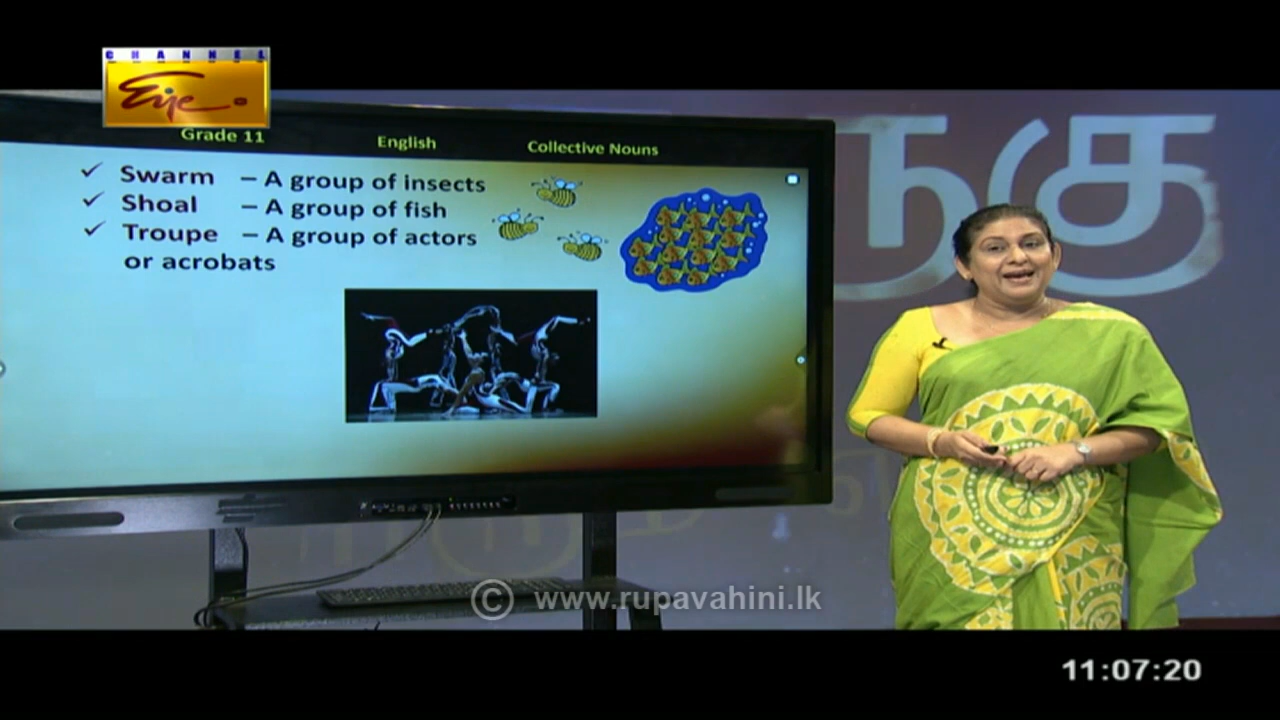 CHANNEL
Eye
Grade 11 English Collective Nouns
✓ Swarm – A group of insects
✓ Shoal – A group of fish
✓ Troupe – A group of actors
or acrobats
குரு
© www.rupavahini.lk
11:07:20